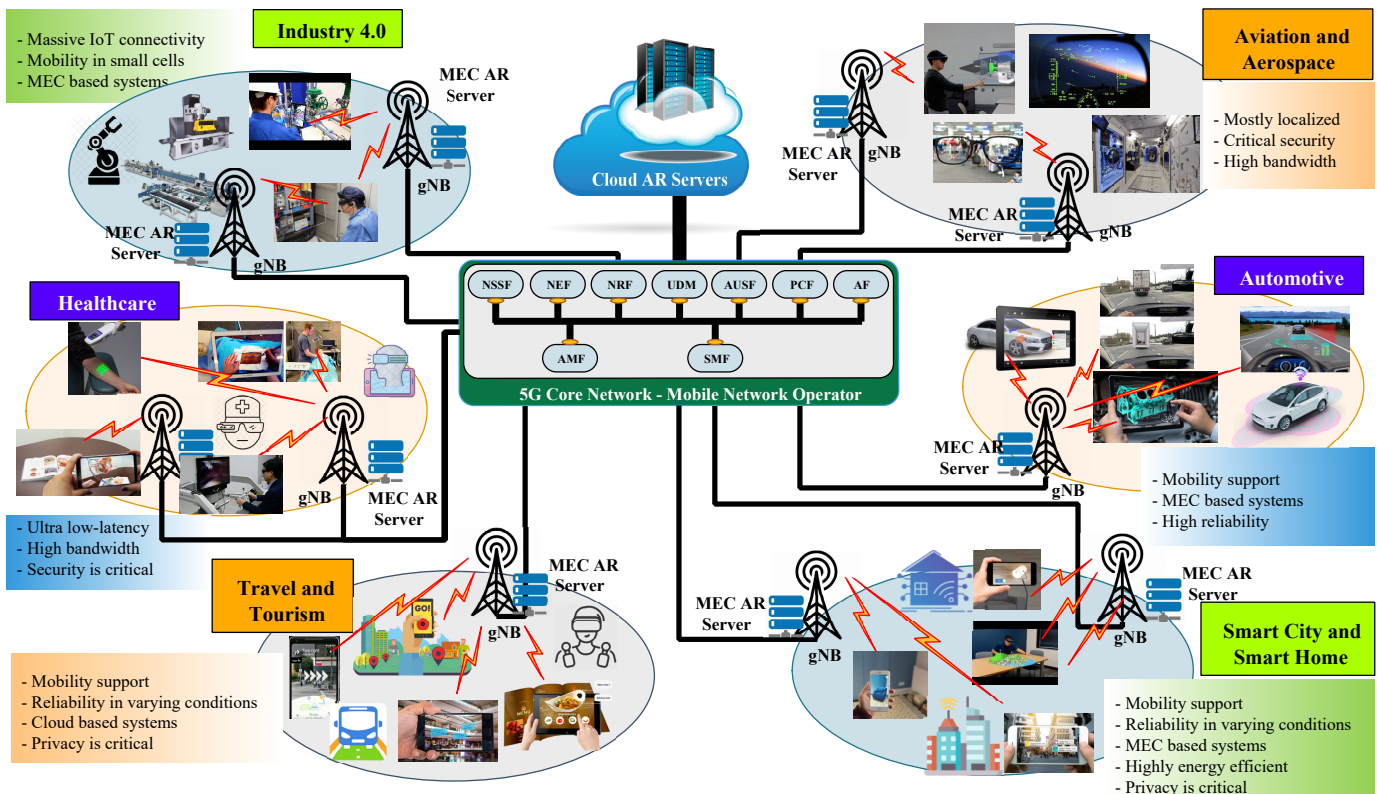 Industry 4.0
- Massive IoT connectivity
- Mobility in small cells
- MEC based systems
MEC AR
Server
gNB
MEC AR
Server
gNB
Cloud AR Servers
Aviation and
Aerospace
- Mostly localized
- Critical security
- High bandwidth
MEC AR
Server
gNB
MEC AR
Server
gNB
NSSF
NEF
NRF
UDM
AUSF
PCF
AF
AMF
SMF
5G Core Network - Mobile Network Operator
Healthcare
gNB
MEC AR
Server
- Ultra low-latency
- High bandwidth
- Security is critical
Automotive
MEC AR
Server
gNB
- Mobility support
- MEC based systems
- High reliability
Travel and
Tourism
GO!
MEC AR
Server
gNB
MENU
- Mobility support
- Reliability in varying conditions
- Cloud based systems
- Privacy is critical
MEC AR
Server
gNB
MEC AR
Server
gNB
Smart City and
Smart Home
- Mobility support
- Reliability in varying conditions
- MEC based systems
- Highly energy efficient
- Privacy is critical